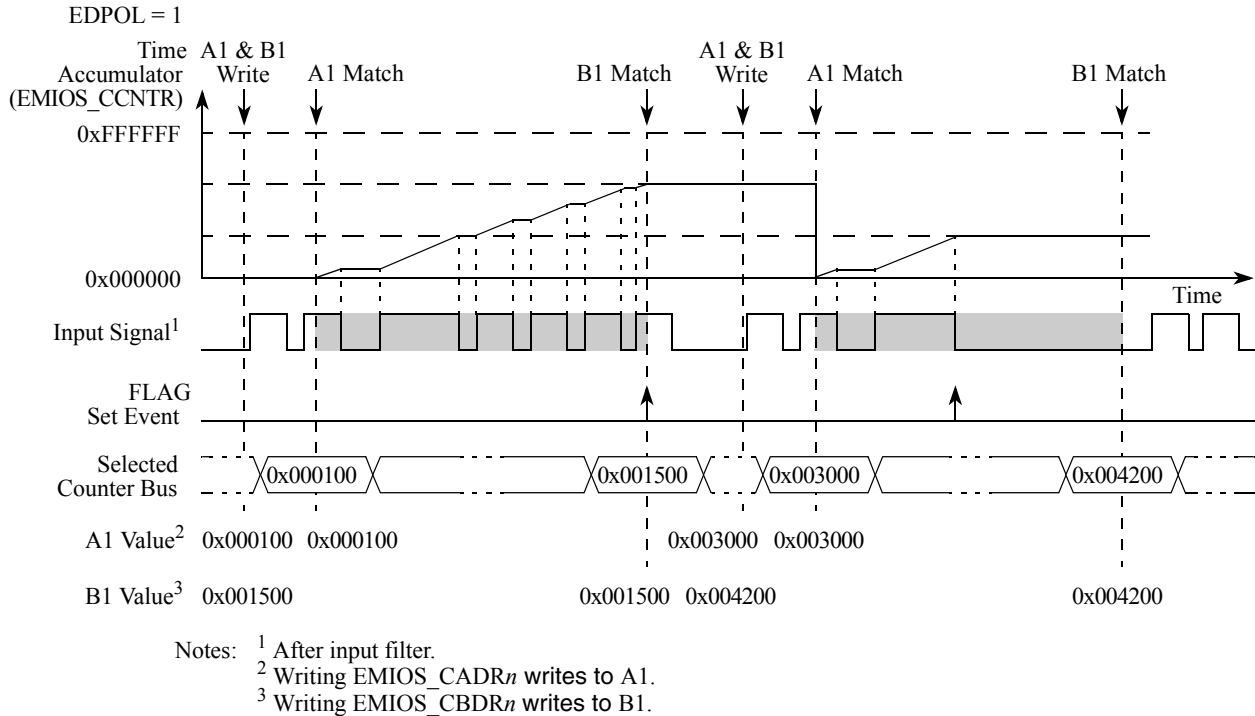 EDPOL = 1
Time Accumulator (EMIOS_CCNTR)
A1 & B1 Write
A1 Match
B1 Match
A1 & B1 Write
A1 Match
B1 Match
0xFFFFFF
0x000000
Time
Input Signal1
FLAG Set Event
Selected Counter Bus
0x000100
0x001500
0x003000
0x004200
A1 Value2 0x000100 0x000100 0x003000 0x003000
B1 Value3 0x001500 0x001500 0x004200 0x004200
Notes: 1 After input filter.
2 Writing EMIOS_CADRn writes to A1.
3 Writing EMIOS_CBDRn writes to B1.